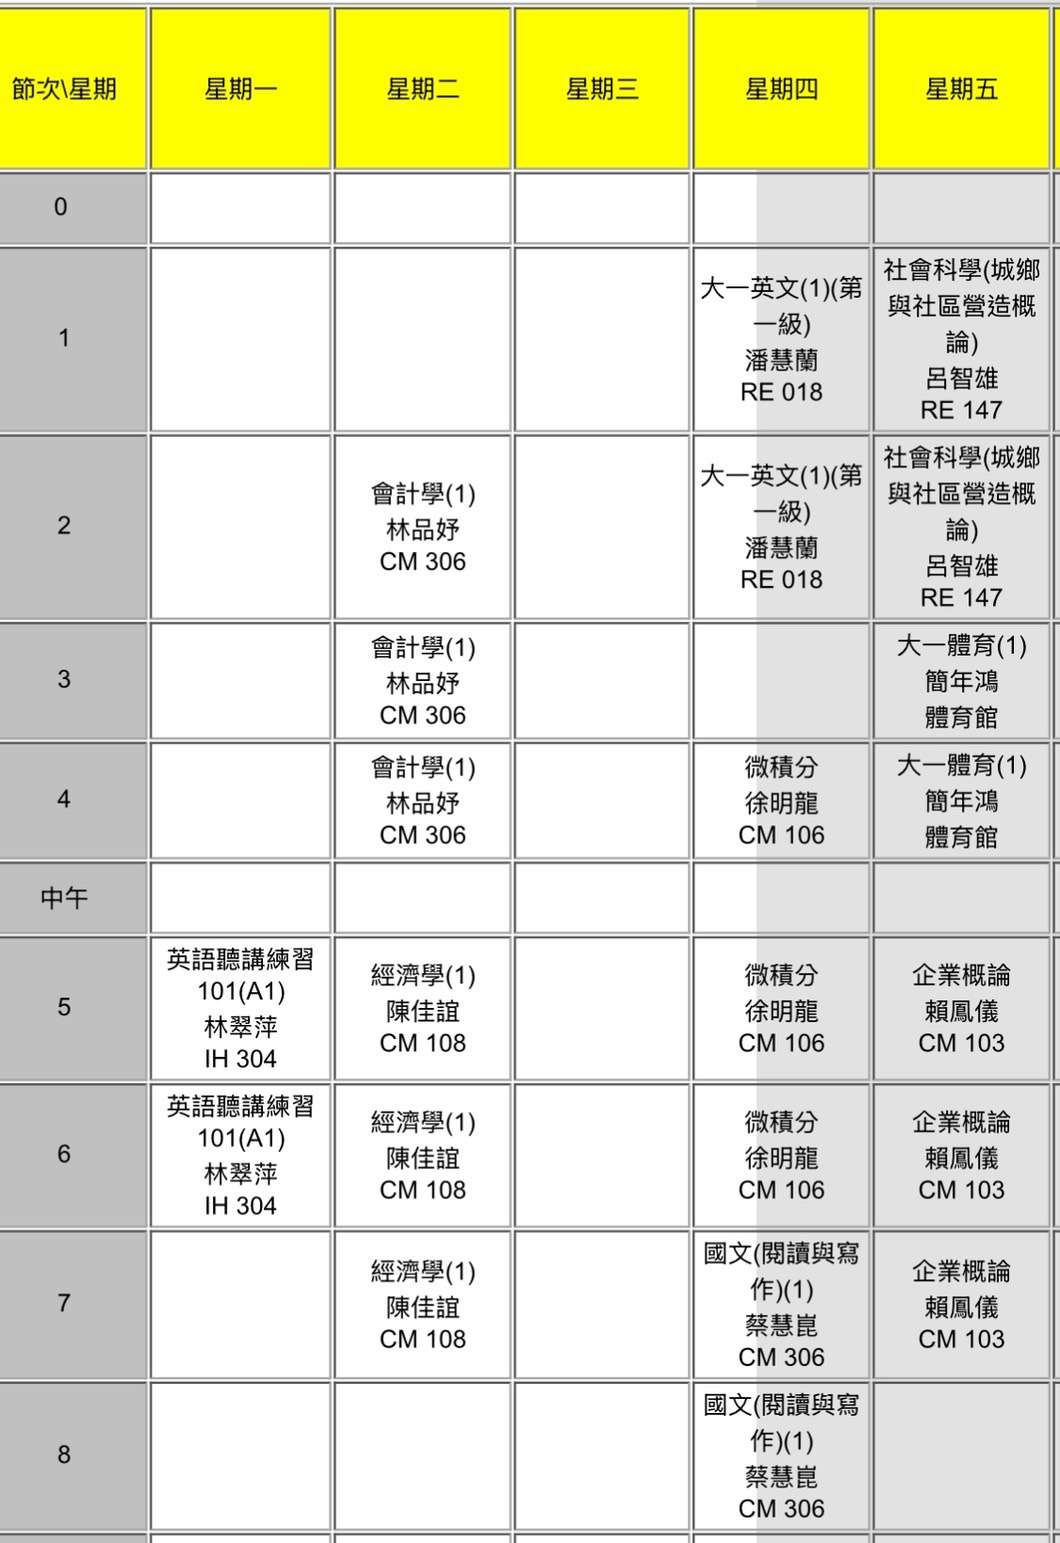 節次\星期 星期一 星期二 星期三 星期四 星期五
0
1
大一英文(1)(第
一級)
潘慧蘭
RE 018
社會科學(城鄉
與社區營造概
論)
呂智雄
RE 147
2
會計學(1)
林品妤
CM 306
大一英文(1)(第
一級)
潘慧蘭
RE 018
社會科學(城鄉
與社區營造概
論)
呂智雄
RE 147
3
會計學(1)
林品妤
CM 306
大一體育(1)
簡年鴻
體育館
4
會計學(1)
林品妤
CM 306
微積分
徐明龍
CM 106
大一體育(1)
簡年鴻
體育館
中午
5
英語聽講練習
101(A1)
林翠萍
IH 304
經濟學(1)
陳佳誼
CM 108
微積分
徐明龍
CM 106
企業概論
賴鳳儀
CM 103
6
英語聽講練習
101(A1)
林翠萍
IH 304
經濟學(1)
陳佳誼
CM 108
微積分
徐明龍
CM 106
企業概論
賴鳳儀
CM 103
7
經濟學(1)
陳佳誼
CM 108
國文(閱讀與寫
作)(1)
蔡慧崑
CM 306
企業概論
賴鳳儀
CM 103
8
國文(閱讀與寫
作)(1)
蔡慧崑
CM 306